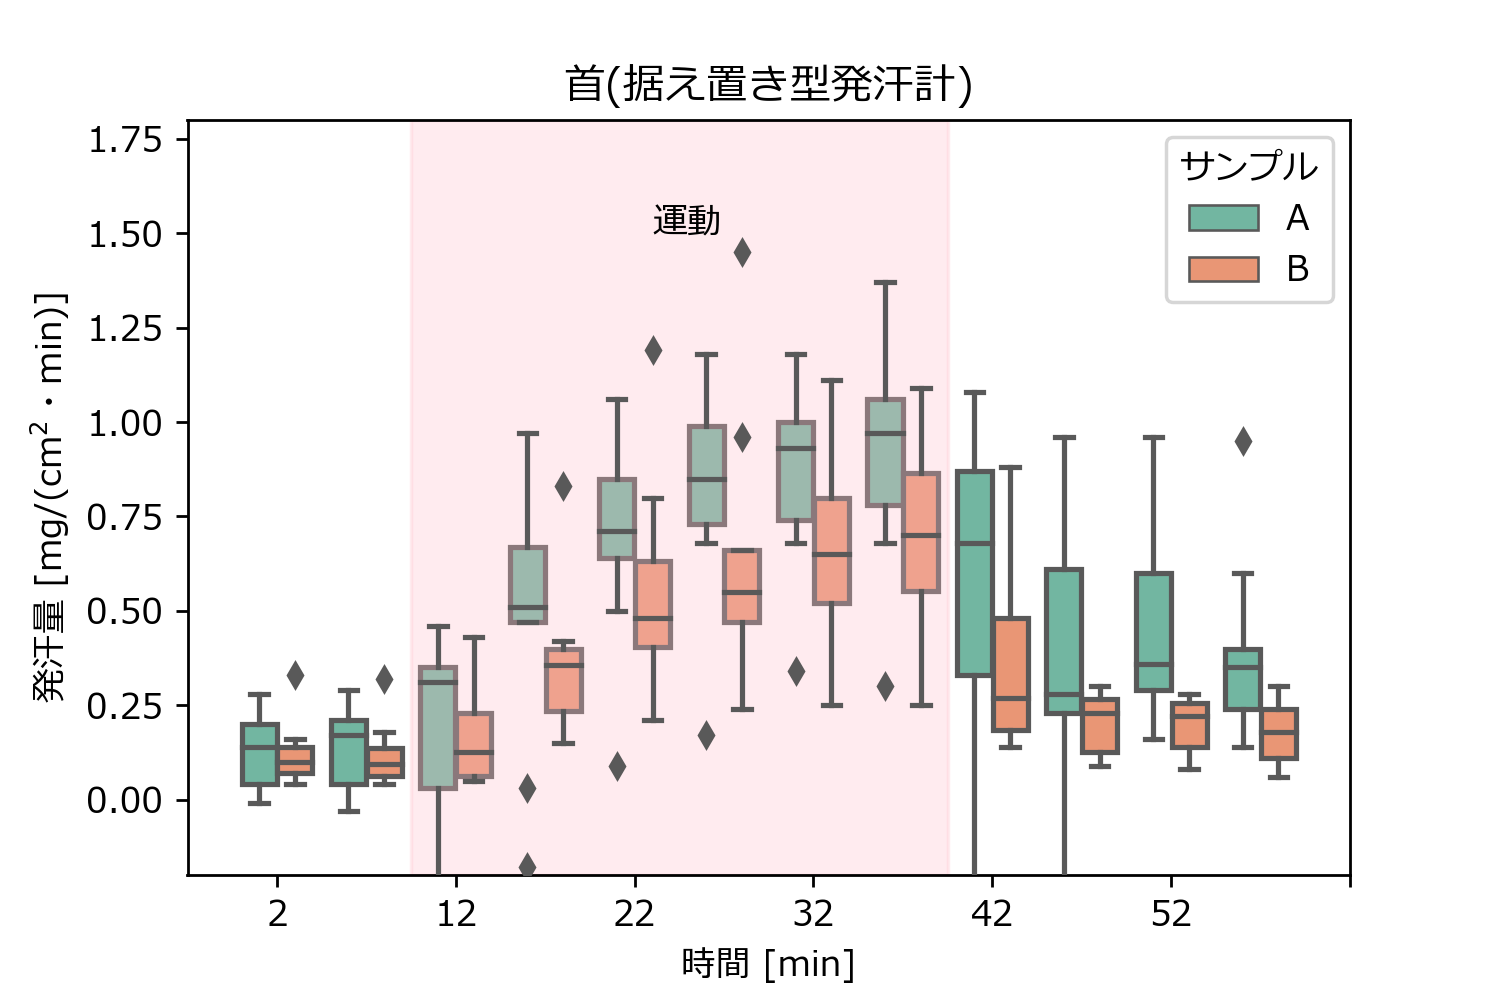 首(据え置き型発汗計)
発汗量 [mg/(cm²・min)]
1.75
1.50
1.25
1.00
0.75
0.50
0.25
0.00
運動
サンプル
A
B
2 12 22 32 42 52
時間 [min]